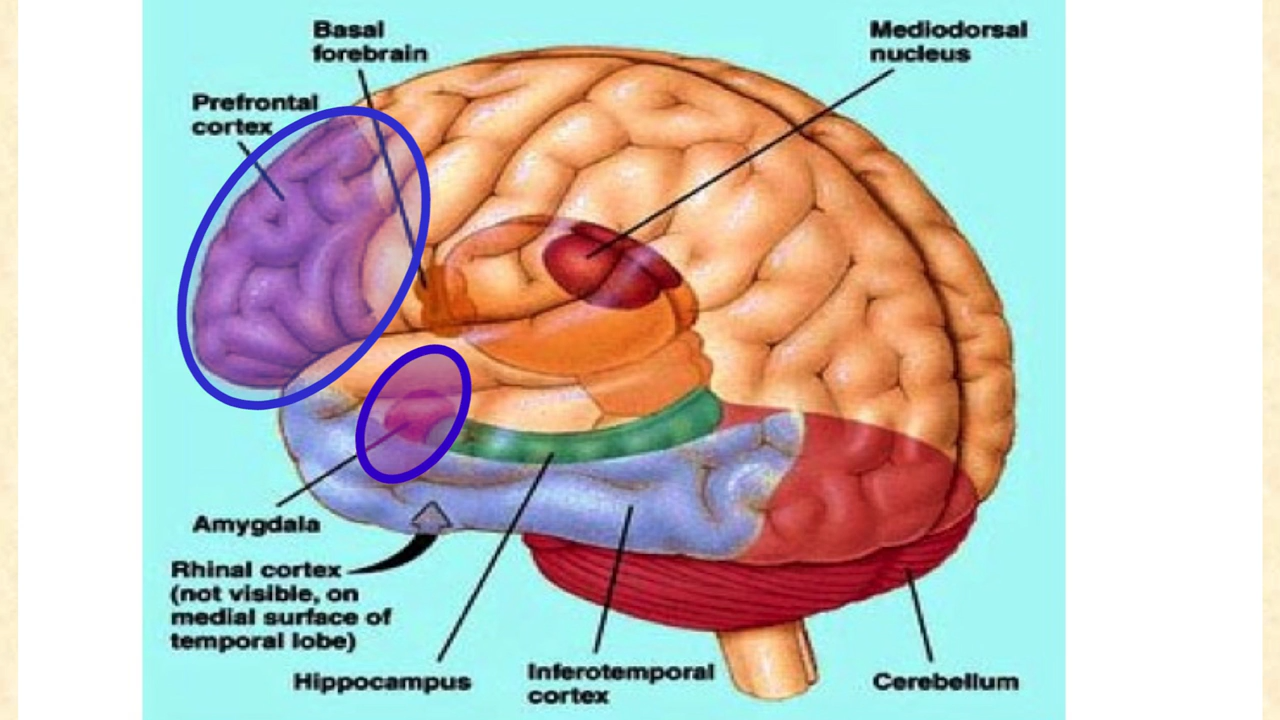 Basal
forebrain
Mediodorsal
nucleus
Prefrontal
cortex
Amygdala
Rhinal cortex
(not visible, on
medial surface of
temporal lobe)
Hippocampus
Inferotemporal
cortex
Cerebellum